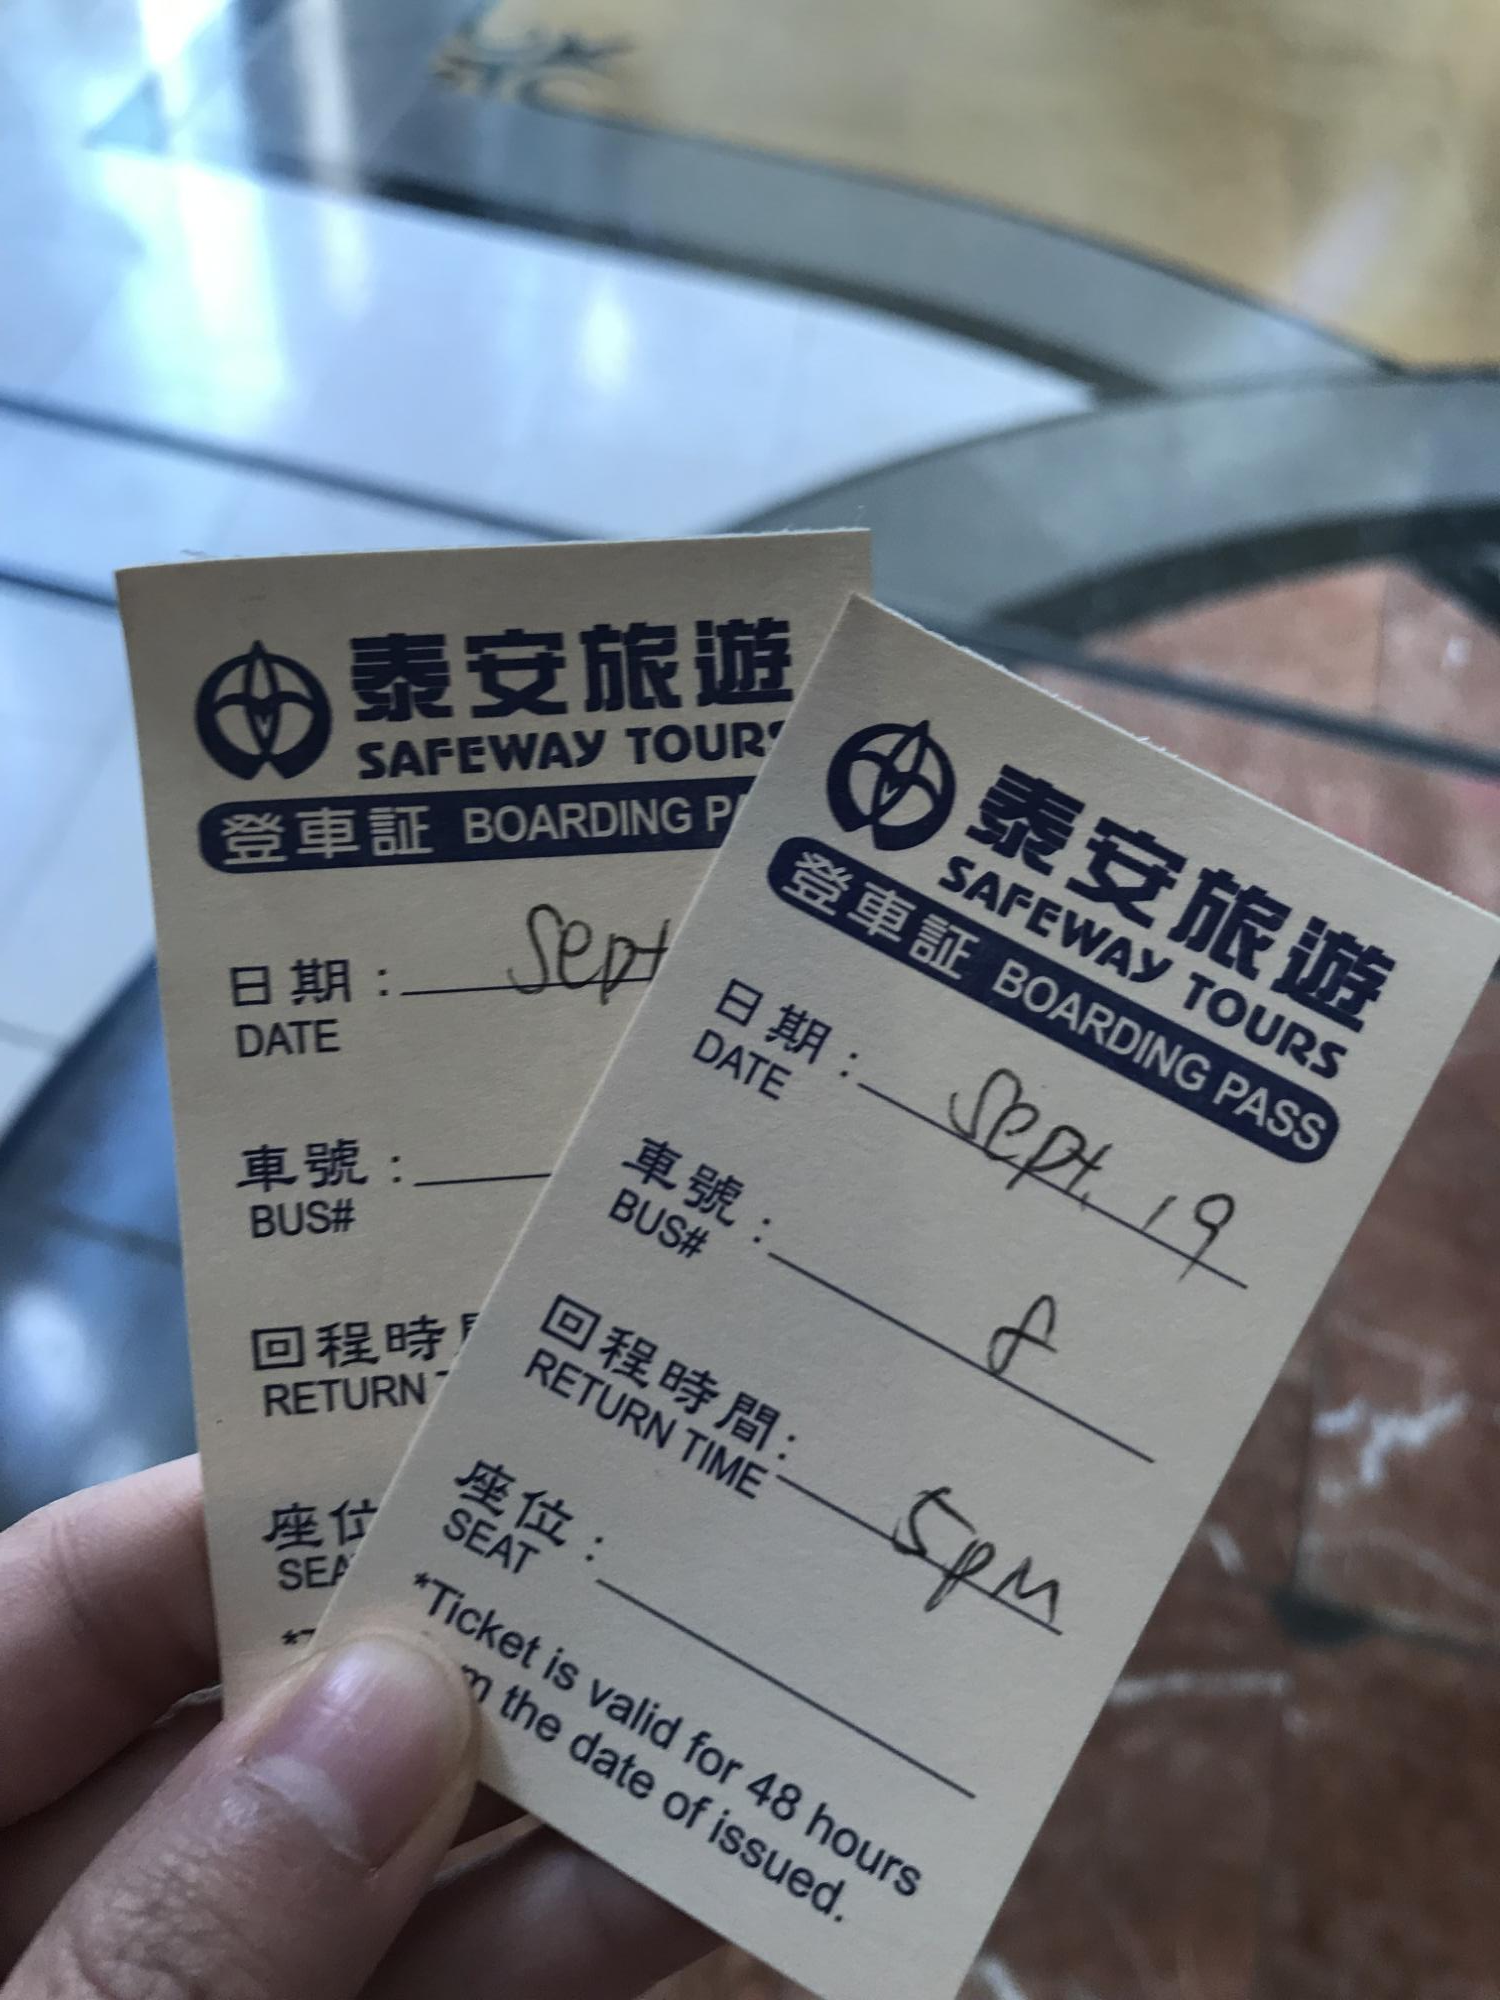 泰安旅遊
SAFEWAY TOURS
登車証 BOARDING
日期:
Sept
DATE
車號:
BUS#
回程時
RETURN
座位
泰安旅遊
SAFEWAY TOURS
登車証 BOARDING PASS
日期: Sept. 19
DATE
車號: 8
BUS#
回程時間: 5pm
RETURN TIME
座位:
SEAT
*Ticket is valid for 48 hours
the date of issued.